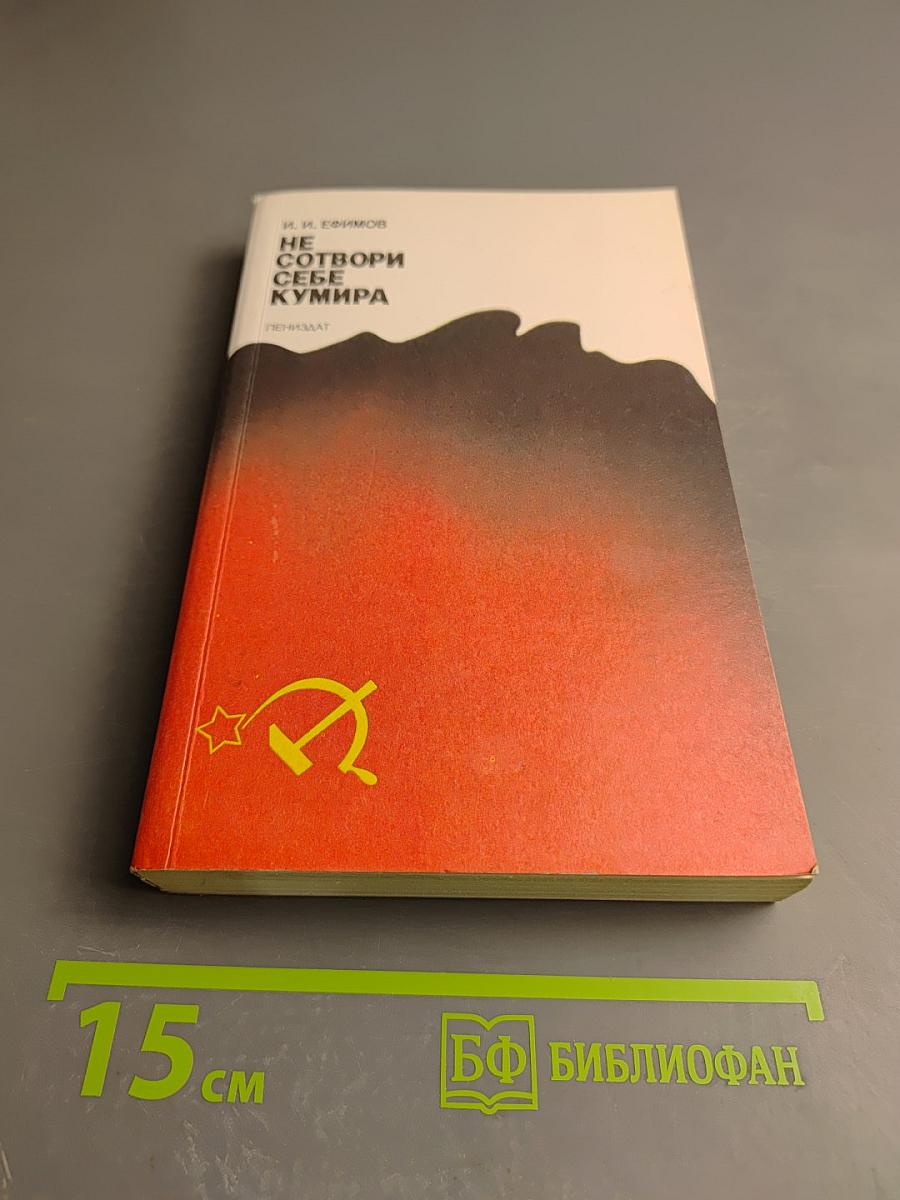 И. И. ЕФИМОВ
НЕ
СОТВОРИ
СЕБЕ
КУМИРА
ЛЕНИЗДАТ
15 см
БФ БИБЛИОФАН